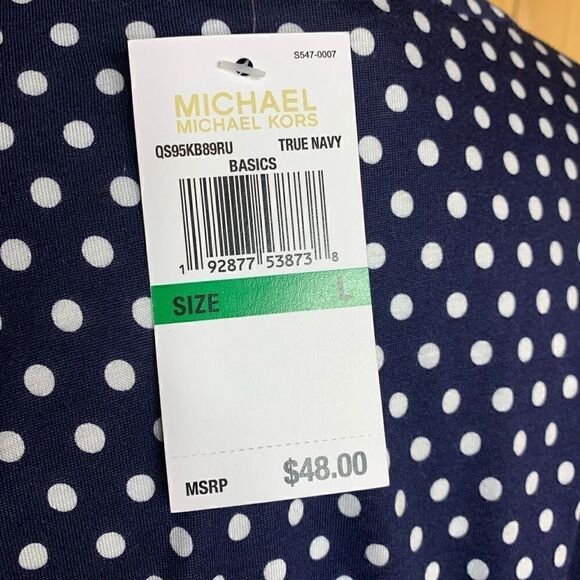 S547-0007
MICHAEL
MICHAEL KORS
QS95KB89RU TRUE NAVY
BASICS
1 92877 53873 8
SIZE L
MSRP $48.00